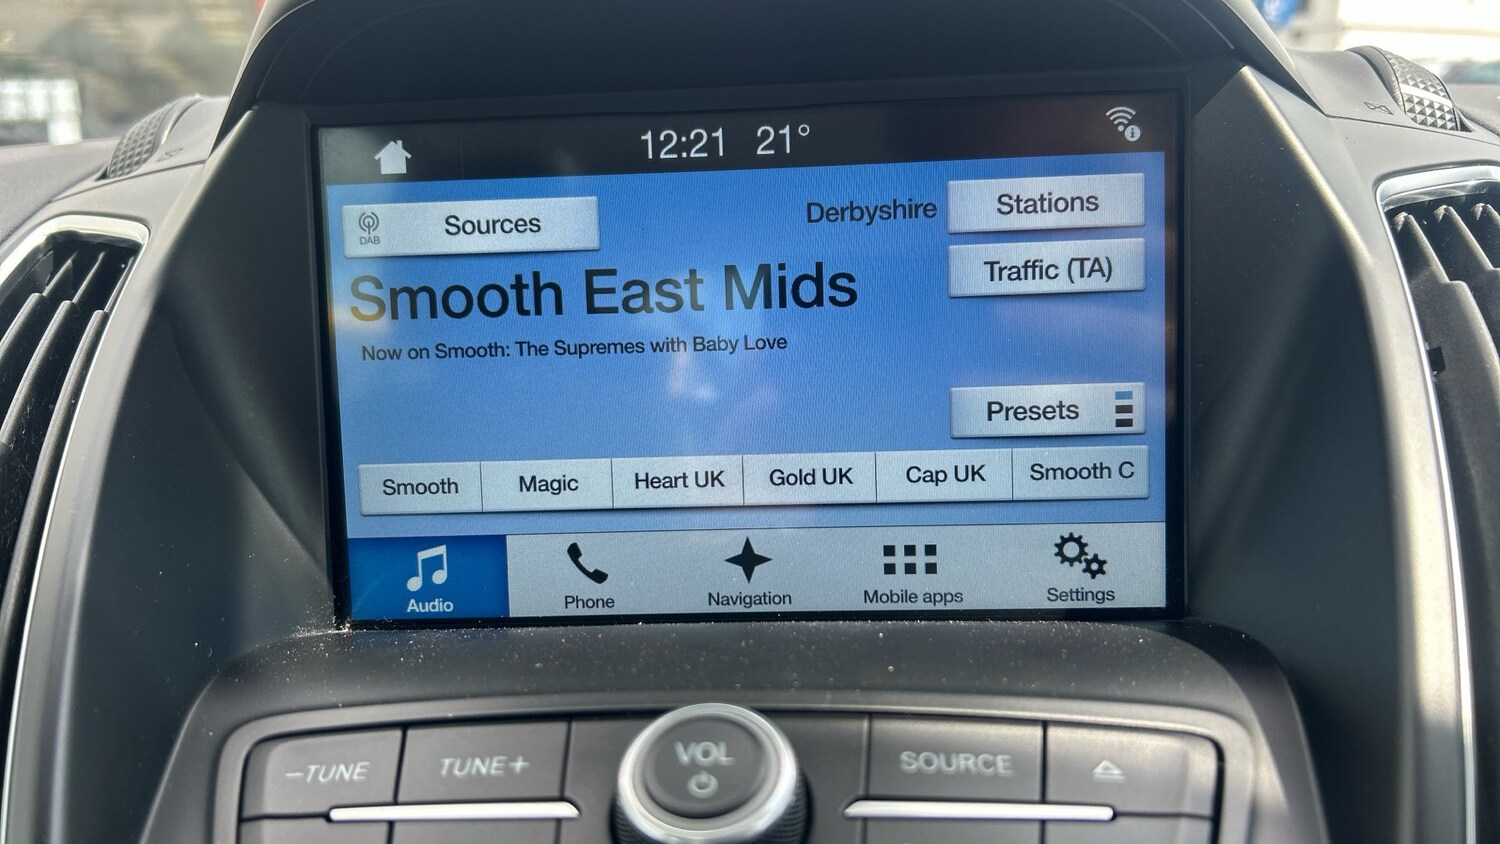 12:21 21°
DAB Sources
Derbyshire Stations
Traffic (TA)
Smooth East Mids
Now on Smooth: The Supremes with Baby Love
Presets
Smooth Magic Heart UK Gold UK Cap UK Smooth C
Audio Phone Navigation Mobile apps Settings
-TUNE TUNE+ VOL SOURCE